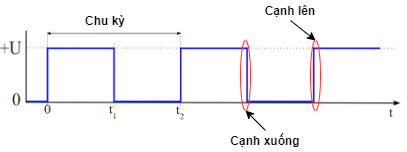 Cạnh lên
Chu kỳ
+U
0
0 t1 t2 t
Cạnh xuống